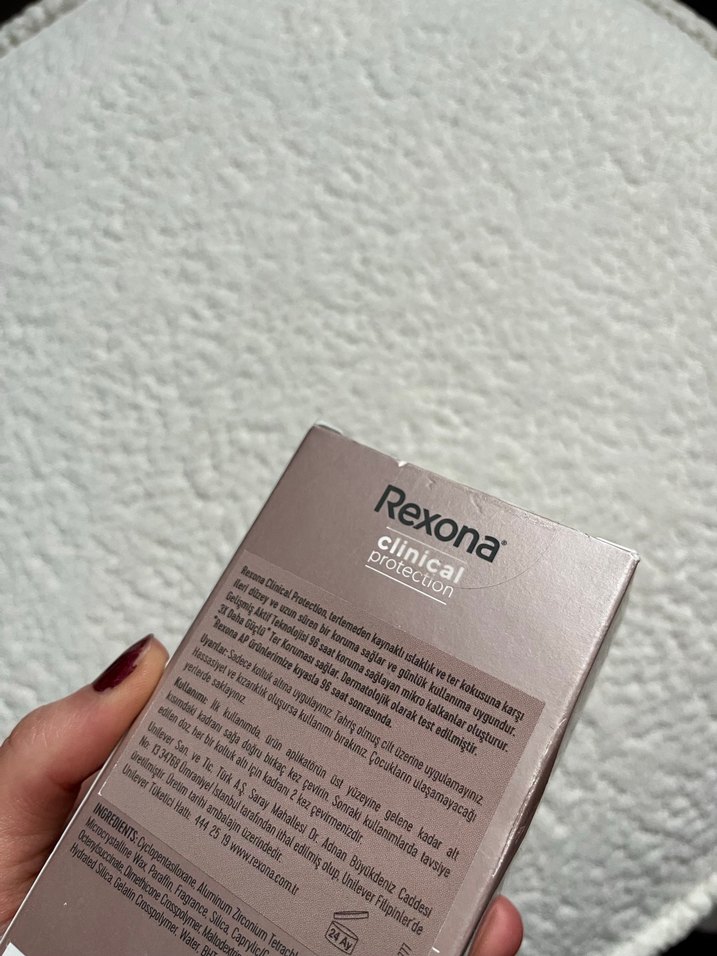 Rexona®
clinical
protection
Rexona Clinical Protection, terlemeden kaynaklı ıslaklık ve ter kokusuna karşı
ileri düzey ve uzun süren bir koruma sağlar ve günlük kullanıma uygundur.
Gelişmiş Aktif Teknolojisi 96 saat koruma sağlayan mikro kalkanlar oluşturur.
3X Daha Güçlü* Ter Koruması sağlar. Dermatolojik olarak test edilmiştir.
*Rexona AP ürünlerimize kıyasla 96 saat sonrasında.
Uyarılar: Sadece koltuk altına uygulayınız. Tahriş olmuş cilt üzerine uygulamayınız.
Hassasiyet ve kızarıklık oluşursa kullanımı bırakınız. Çocukların ulaşamayacağı
yerlerde saklayınız.
Kullanımı: İlk kullanımda, ürün aplikatörün üst yüzeyine gelene kadar alt
kısımdaki kadranı sağa doğru birkaç kez çevirin. Sonraki kullanımlarda tavsiye
edilen doz, her bir koltuk altı için kadranı 2 kez çevirmenizdir.
Unilever San. ve Tic. Türk A.Ş. Saray Mahallesi Dr. Adnan Büyükdeniz Caddesi
No: 13 34768 Ümraniye İstanbul tarafından ithal edilmiş olup, Unilever Filipinler'de
üretilmiştir. Üretim tarihi ambalajın üzerindedir.
Unilever Tüketici Hattı: 444 25 19 www.rexona.com.tr
INGREDIENTS: Cyclopentasiloxane, Aluminum Zirconium Tetrachl
Microcrystalline Wax, Paraffin, Fragrance, Silica, Caprylic/C
Octenylsuccinate, Dimethicone Crosspolymer, Maltodext
Hydrated Silica, Gelatin Crosspolymer, Water, BHT
24 Ay